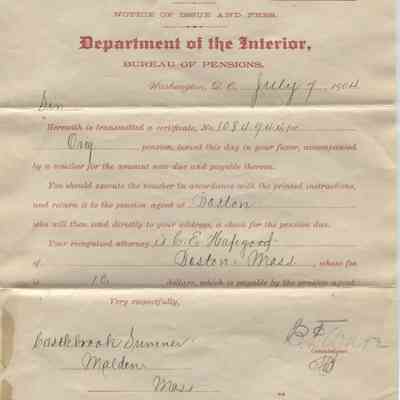 NOTICE OF ISSUE AND FEES.
Department of the Interior,
BUREAU OF PENSIONS.
Washington, D. C., July 7, 1904
Sir
Herewith is transmitted a certificate, No. 1084944 for
Orig pension, issued this day in your favor, accompanied
by a voucher for the amount now due and payable thereon.
You should execute the voucher in accordance with the printed instructions,
and return it to the pension agent at Boston
who will then send directly to your address, a check for the pension due.
Your recognized attorney is C. E. Hapgood
of Boston, Mass, whose fee
is 10 dollars, which is payable by the pension agent
Very respectfully,
Commissioner.
Castlebrook Sumner
Malden
Mass